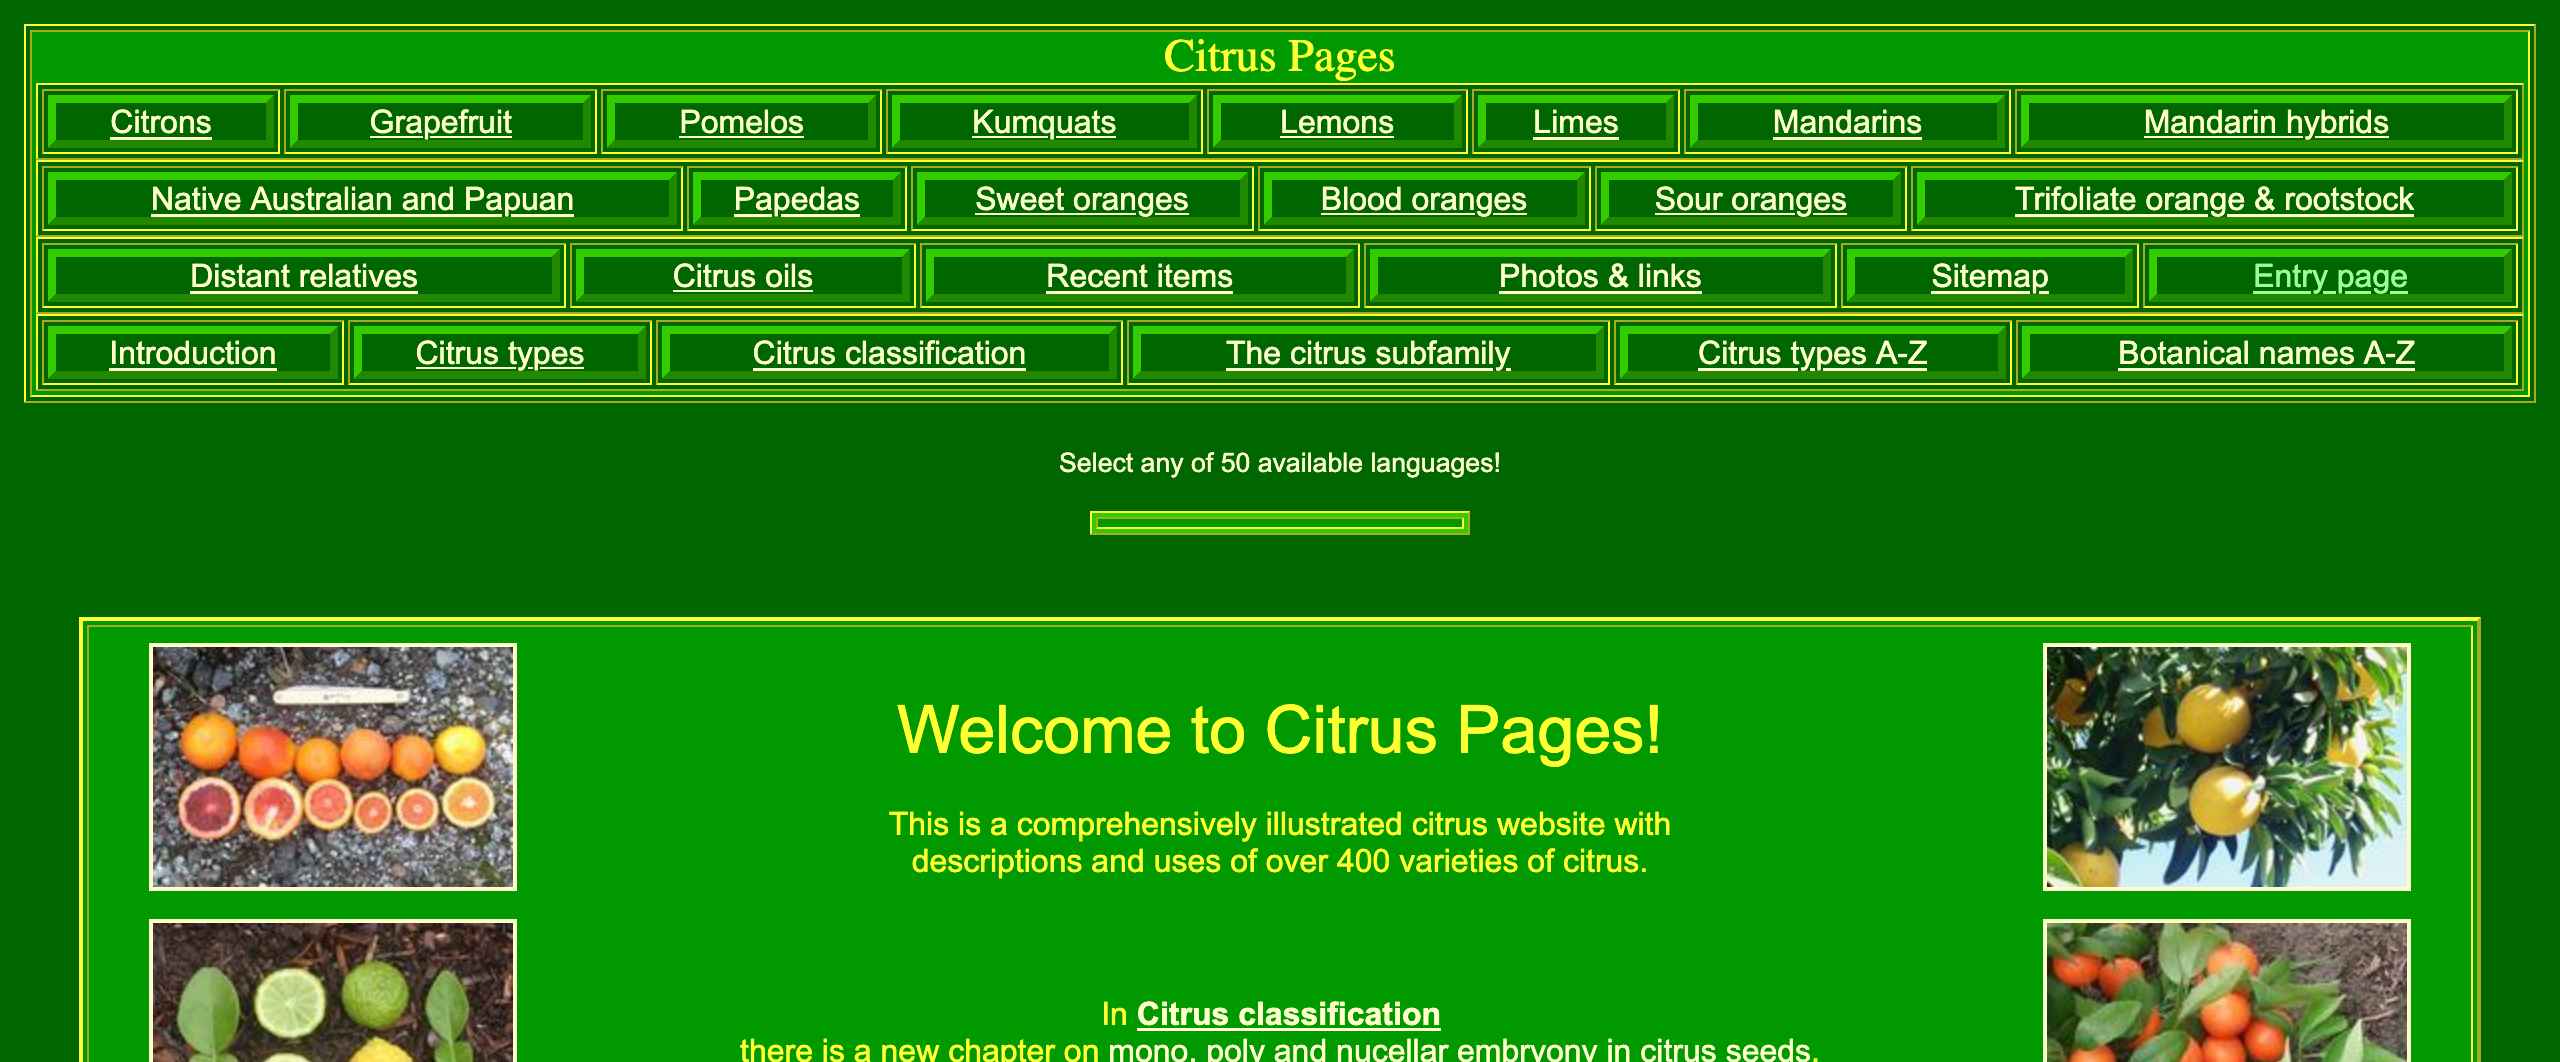 Citrus Pages
Citrons Grapefruit Pomelos Kumquats Lemons Limes Mandarins Mandarin hybrids
Native Australian and Papuan Papedas Sweet oranges Blood oranges Sour oranges Trifoliate orange & rootstock
Distant relatives Citrus oils Recent items Photos & links Sitemap Entry page
Introduction Citrus types Citrus classification The citrus subfamily Citrus types A-Z Botanical names A-Z
Select any of 50 available languages!
Welcome to Citrus Pages!
This is a comprehensively illustrated citrus website with
descriptions and uses of over 400 varieties of citrus.
In Citrus classification
there is a new chapter on mono, poly and nucellar embryony in citrus seeds.